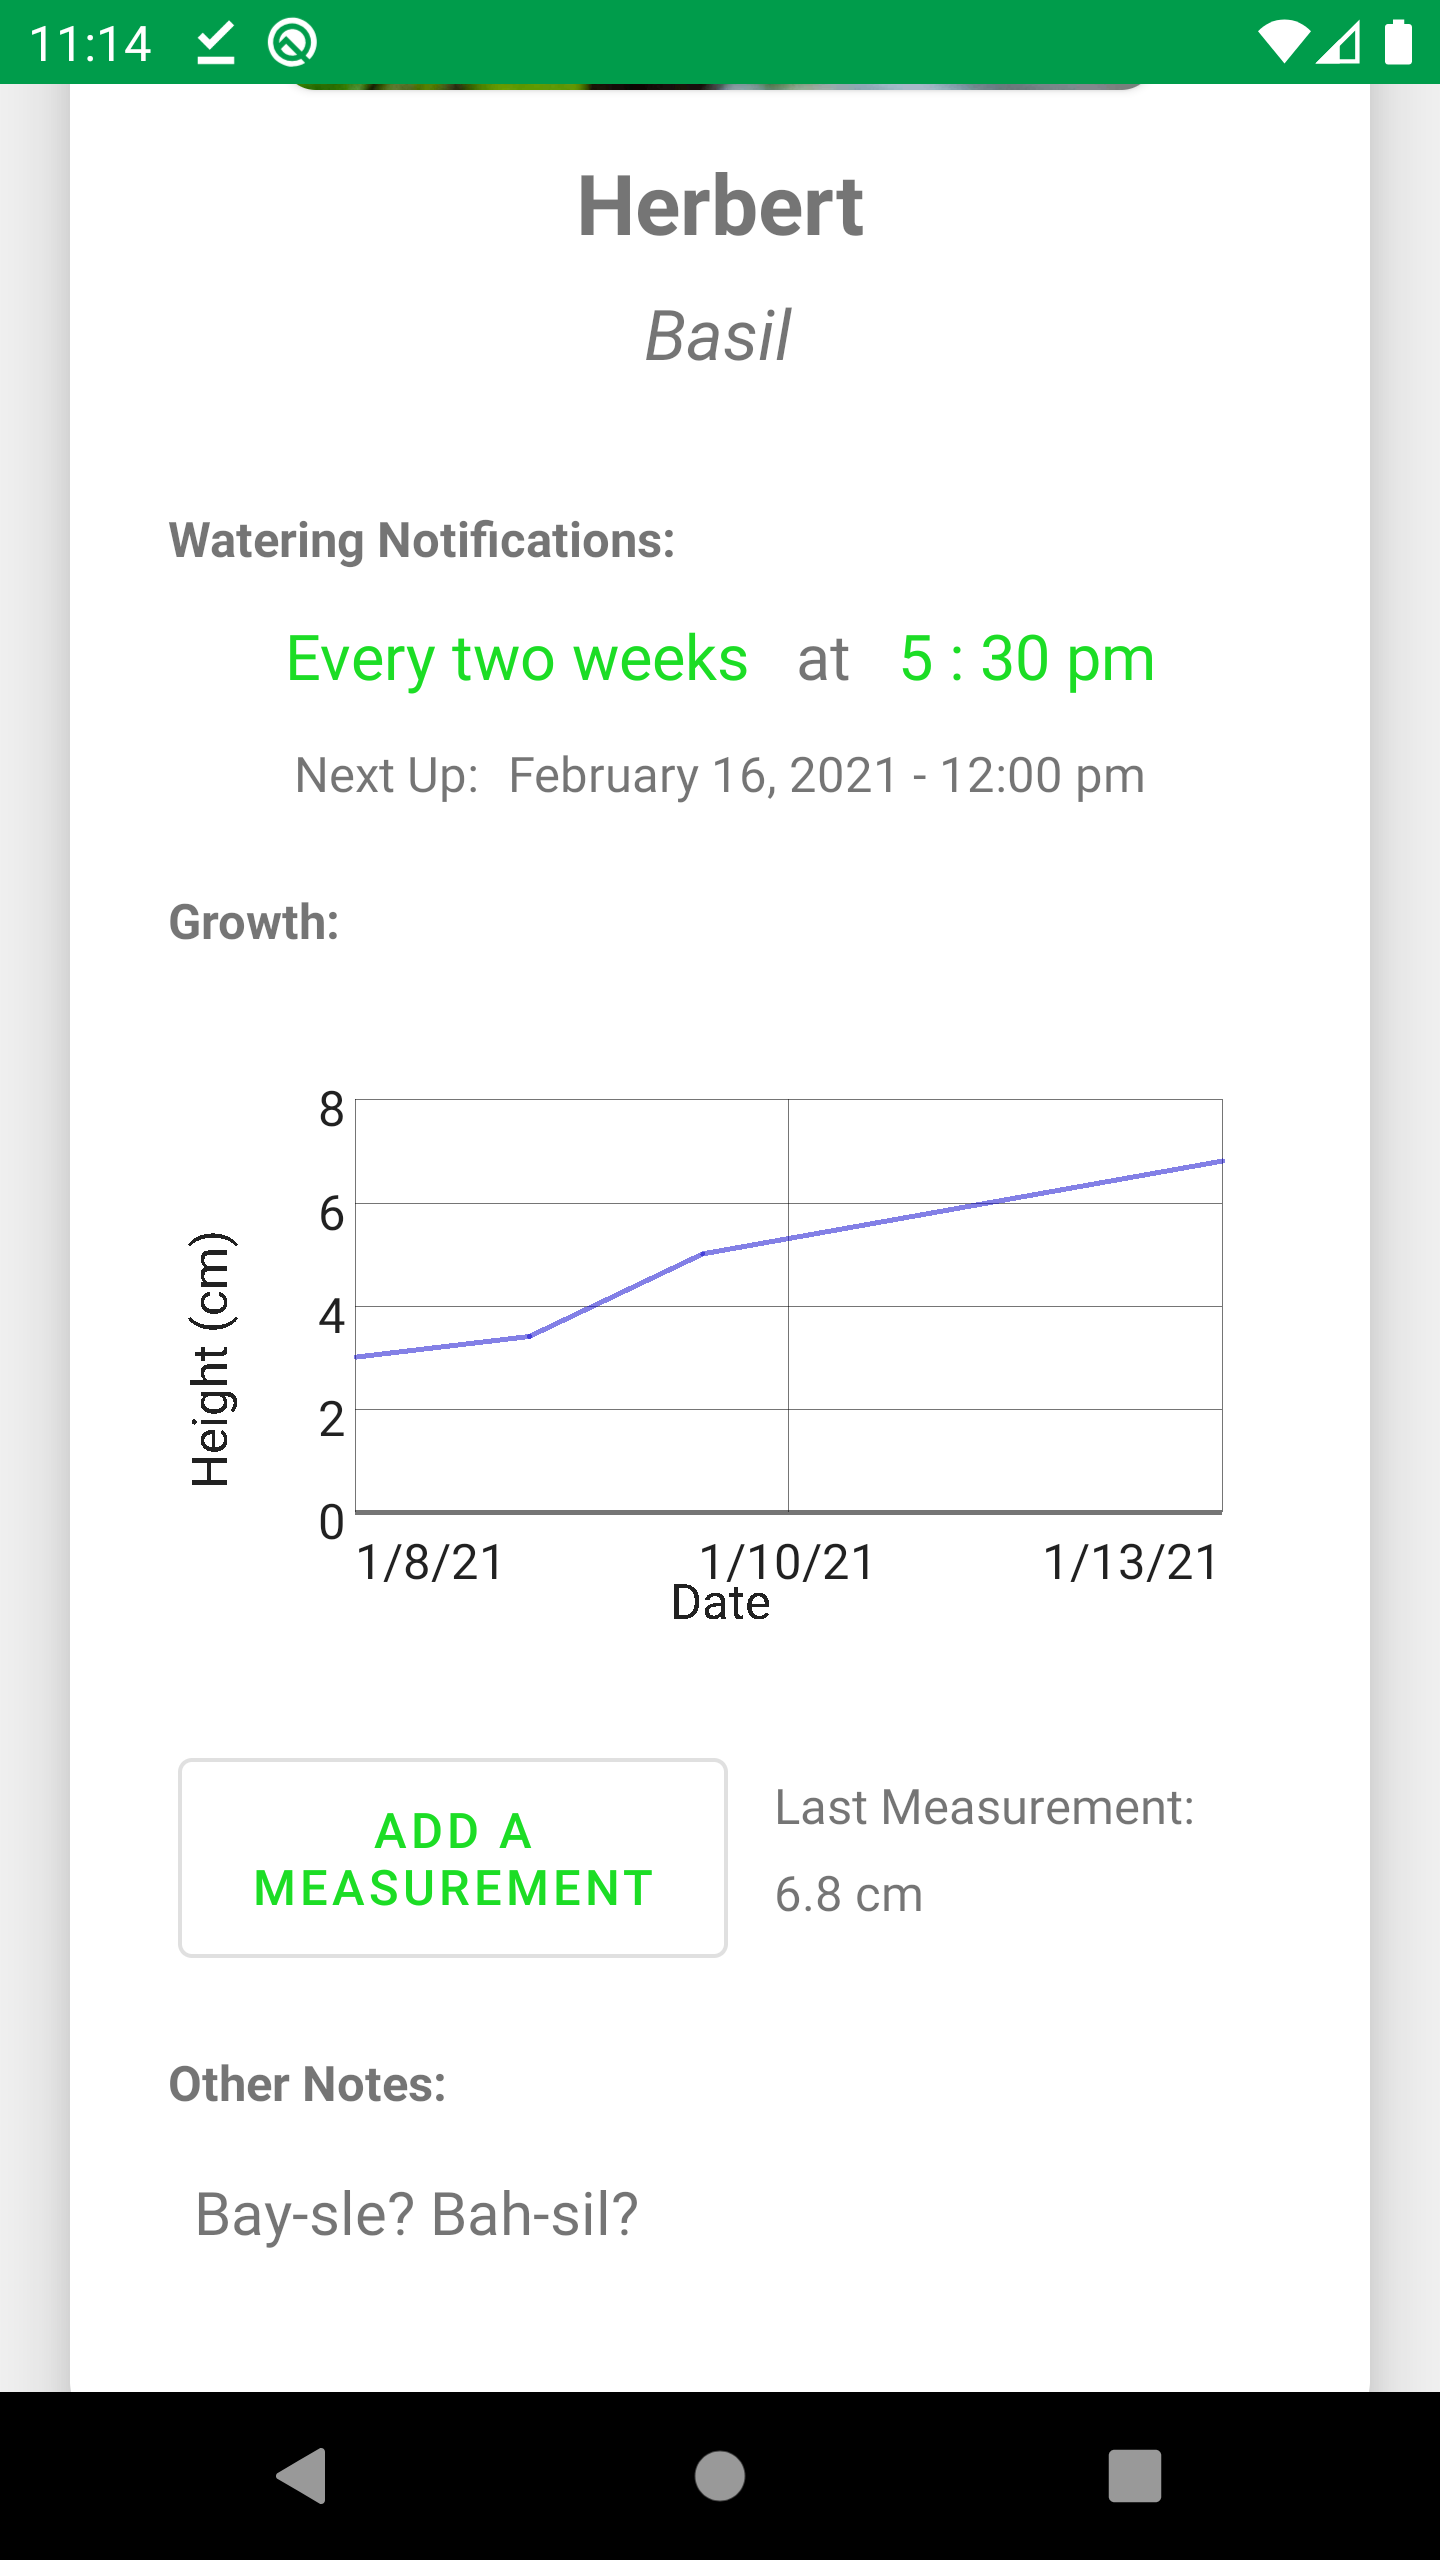 11:14
Herbert
Basil
Watering Notifications:
Every two weeks at 5 : 30 pm
Next Up: February 16, 2021 - 12:00 pm
Growth:
8
6
4
2
0
Height (cm)
1/8/21 1/10/21 1/13/21
Date
ADD A
MEASUREMENT
Last Measurement:
6.8 cm
Other Notes:
Bay-sle? Bah-sil?